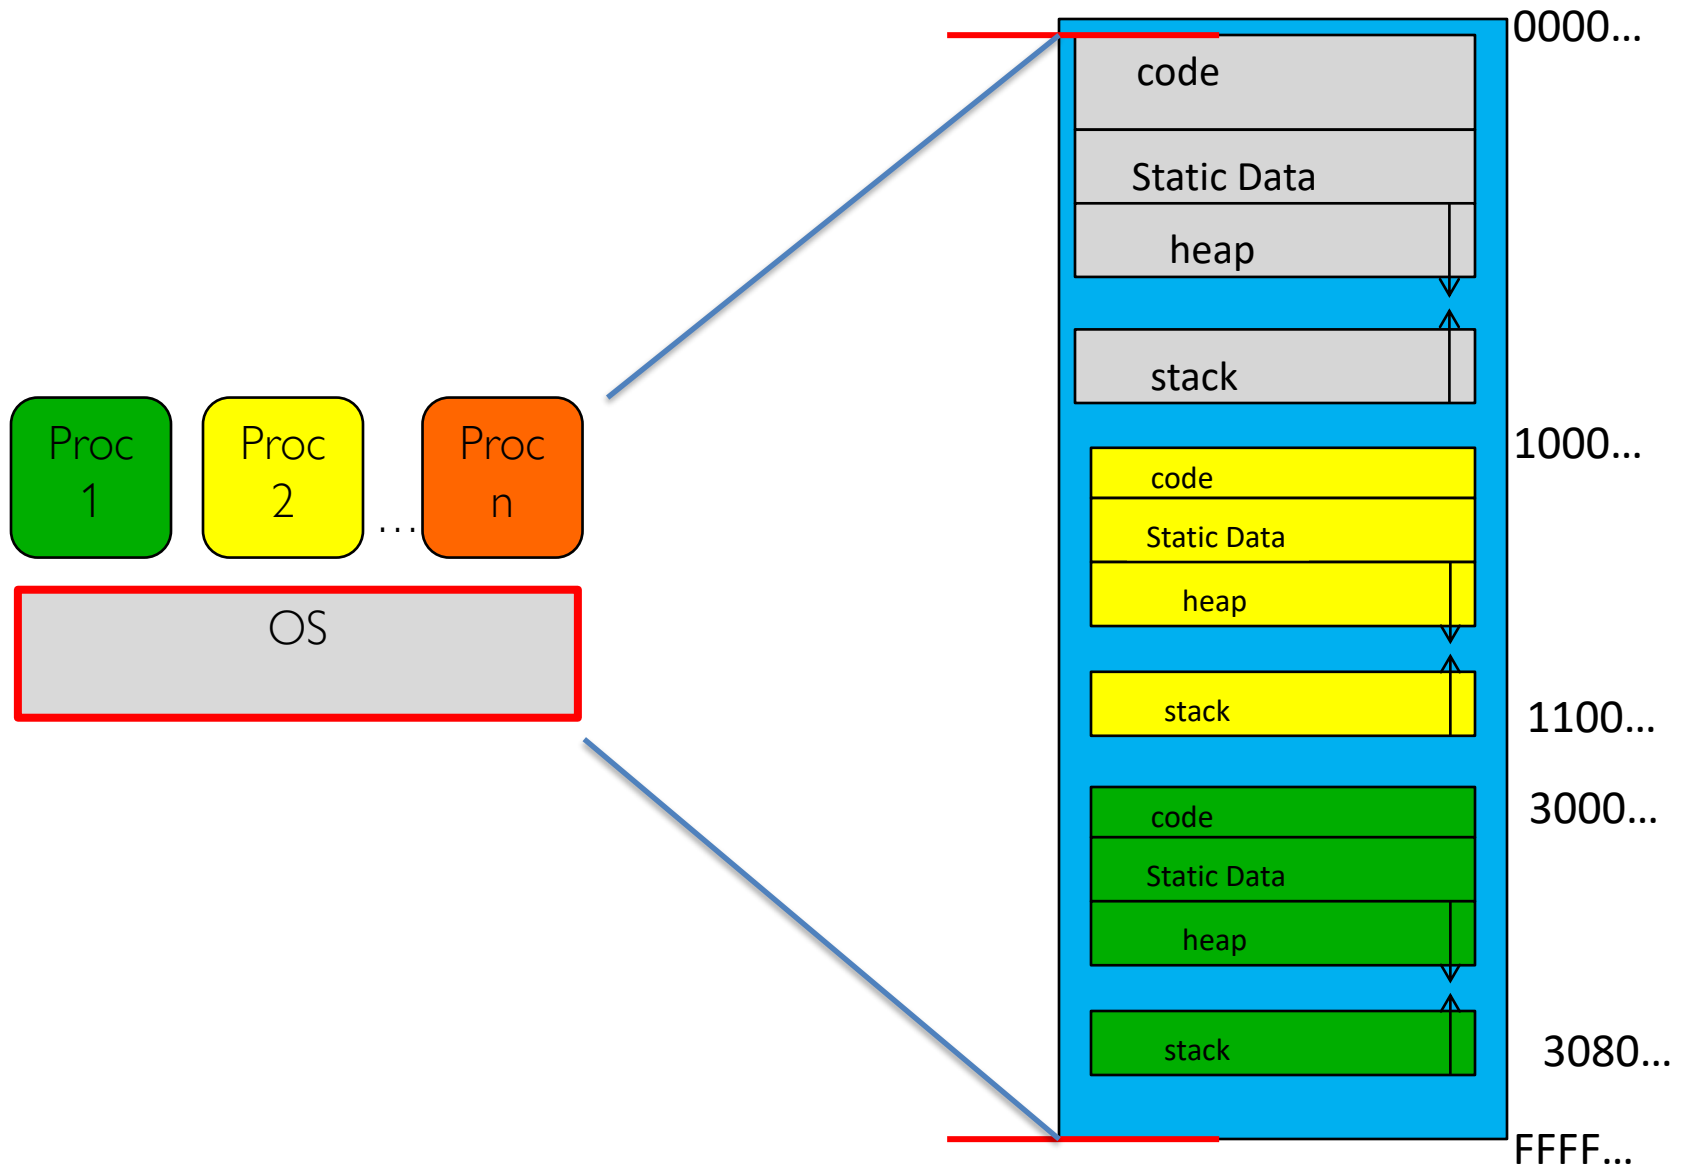 Proc
1
Proc
2
...
Proc
n
OS
0000...
code
Static Data
heap
stack
1000...
code
Static Data
heap
stack
1100...
3000...
code
Static Data
heap
stack
3080...
FFFF...